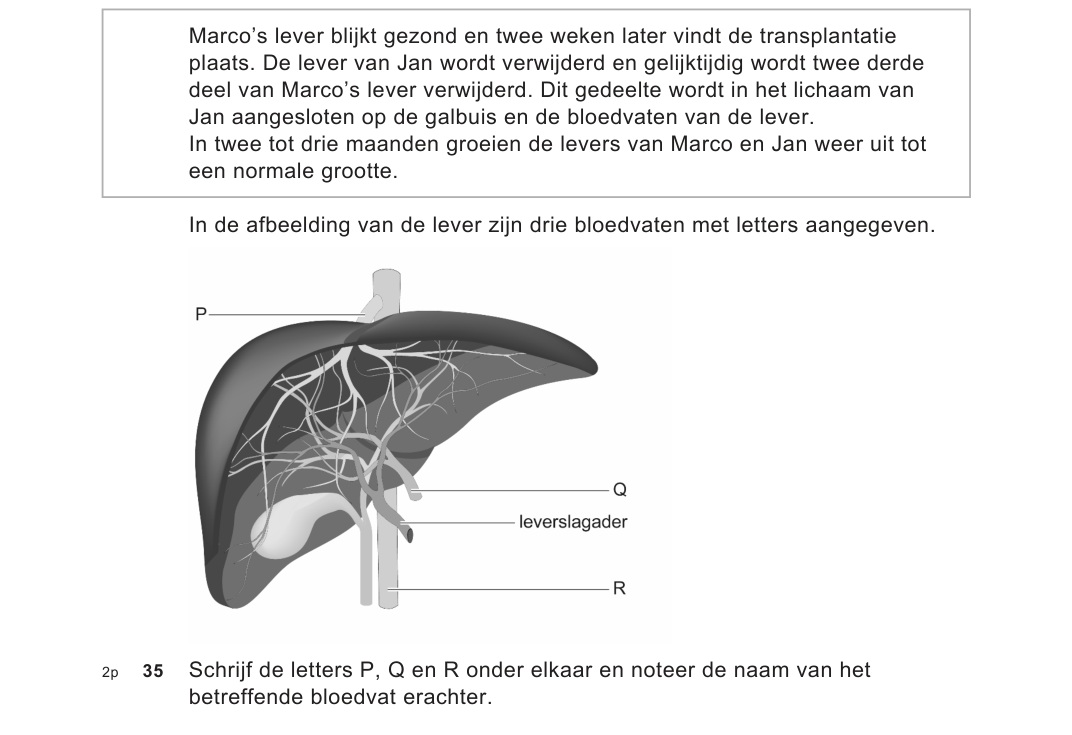 Marco’s lever blijkt gezond en twee weken later vindt de transplantatie
plaats. De lever van Jan wordt verwijderd en gelijktijdig wordt twee derde
deel van Marco’s lever verwijderd. Dit gedeelte wordt in het lichaam van
Jan aangesloten op de galbuis en de bloedvaten van de lever.
In twee tot drie maanden groeien de levers van Marco en Jan weer uit tot
een normale grootte.
In de afbeelding van de lever zijn drie bloedvaten met letters aangegeven.
P
Q
leverslagader
R
2p 35 Schrijf de letters P, Q en R onder elkaar en noteer de naam van het
betreffende bloedvat erachter.